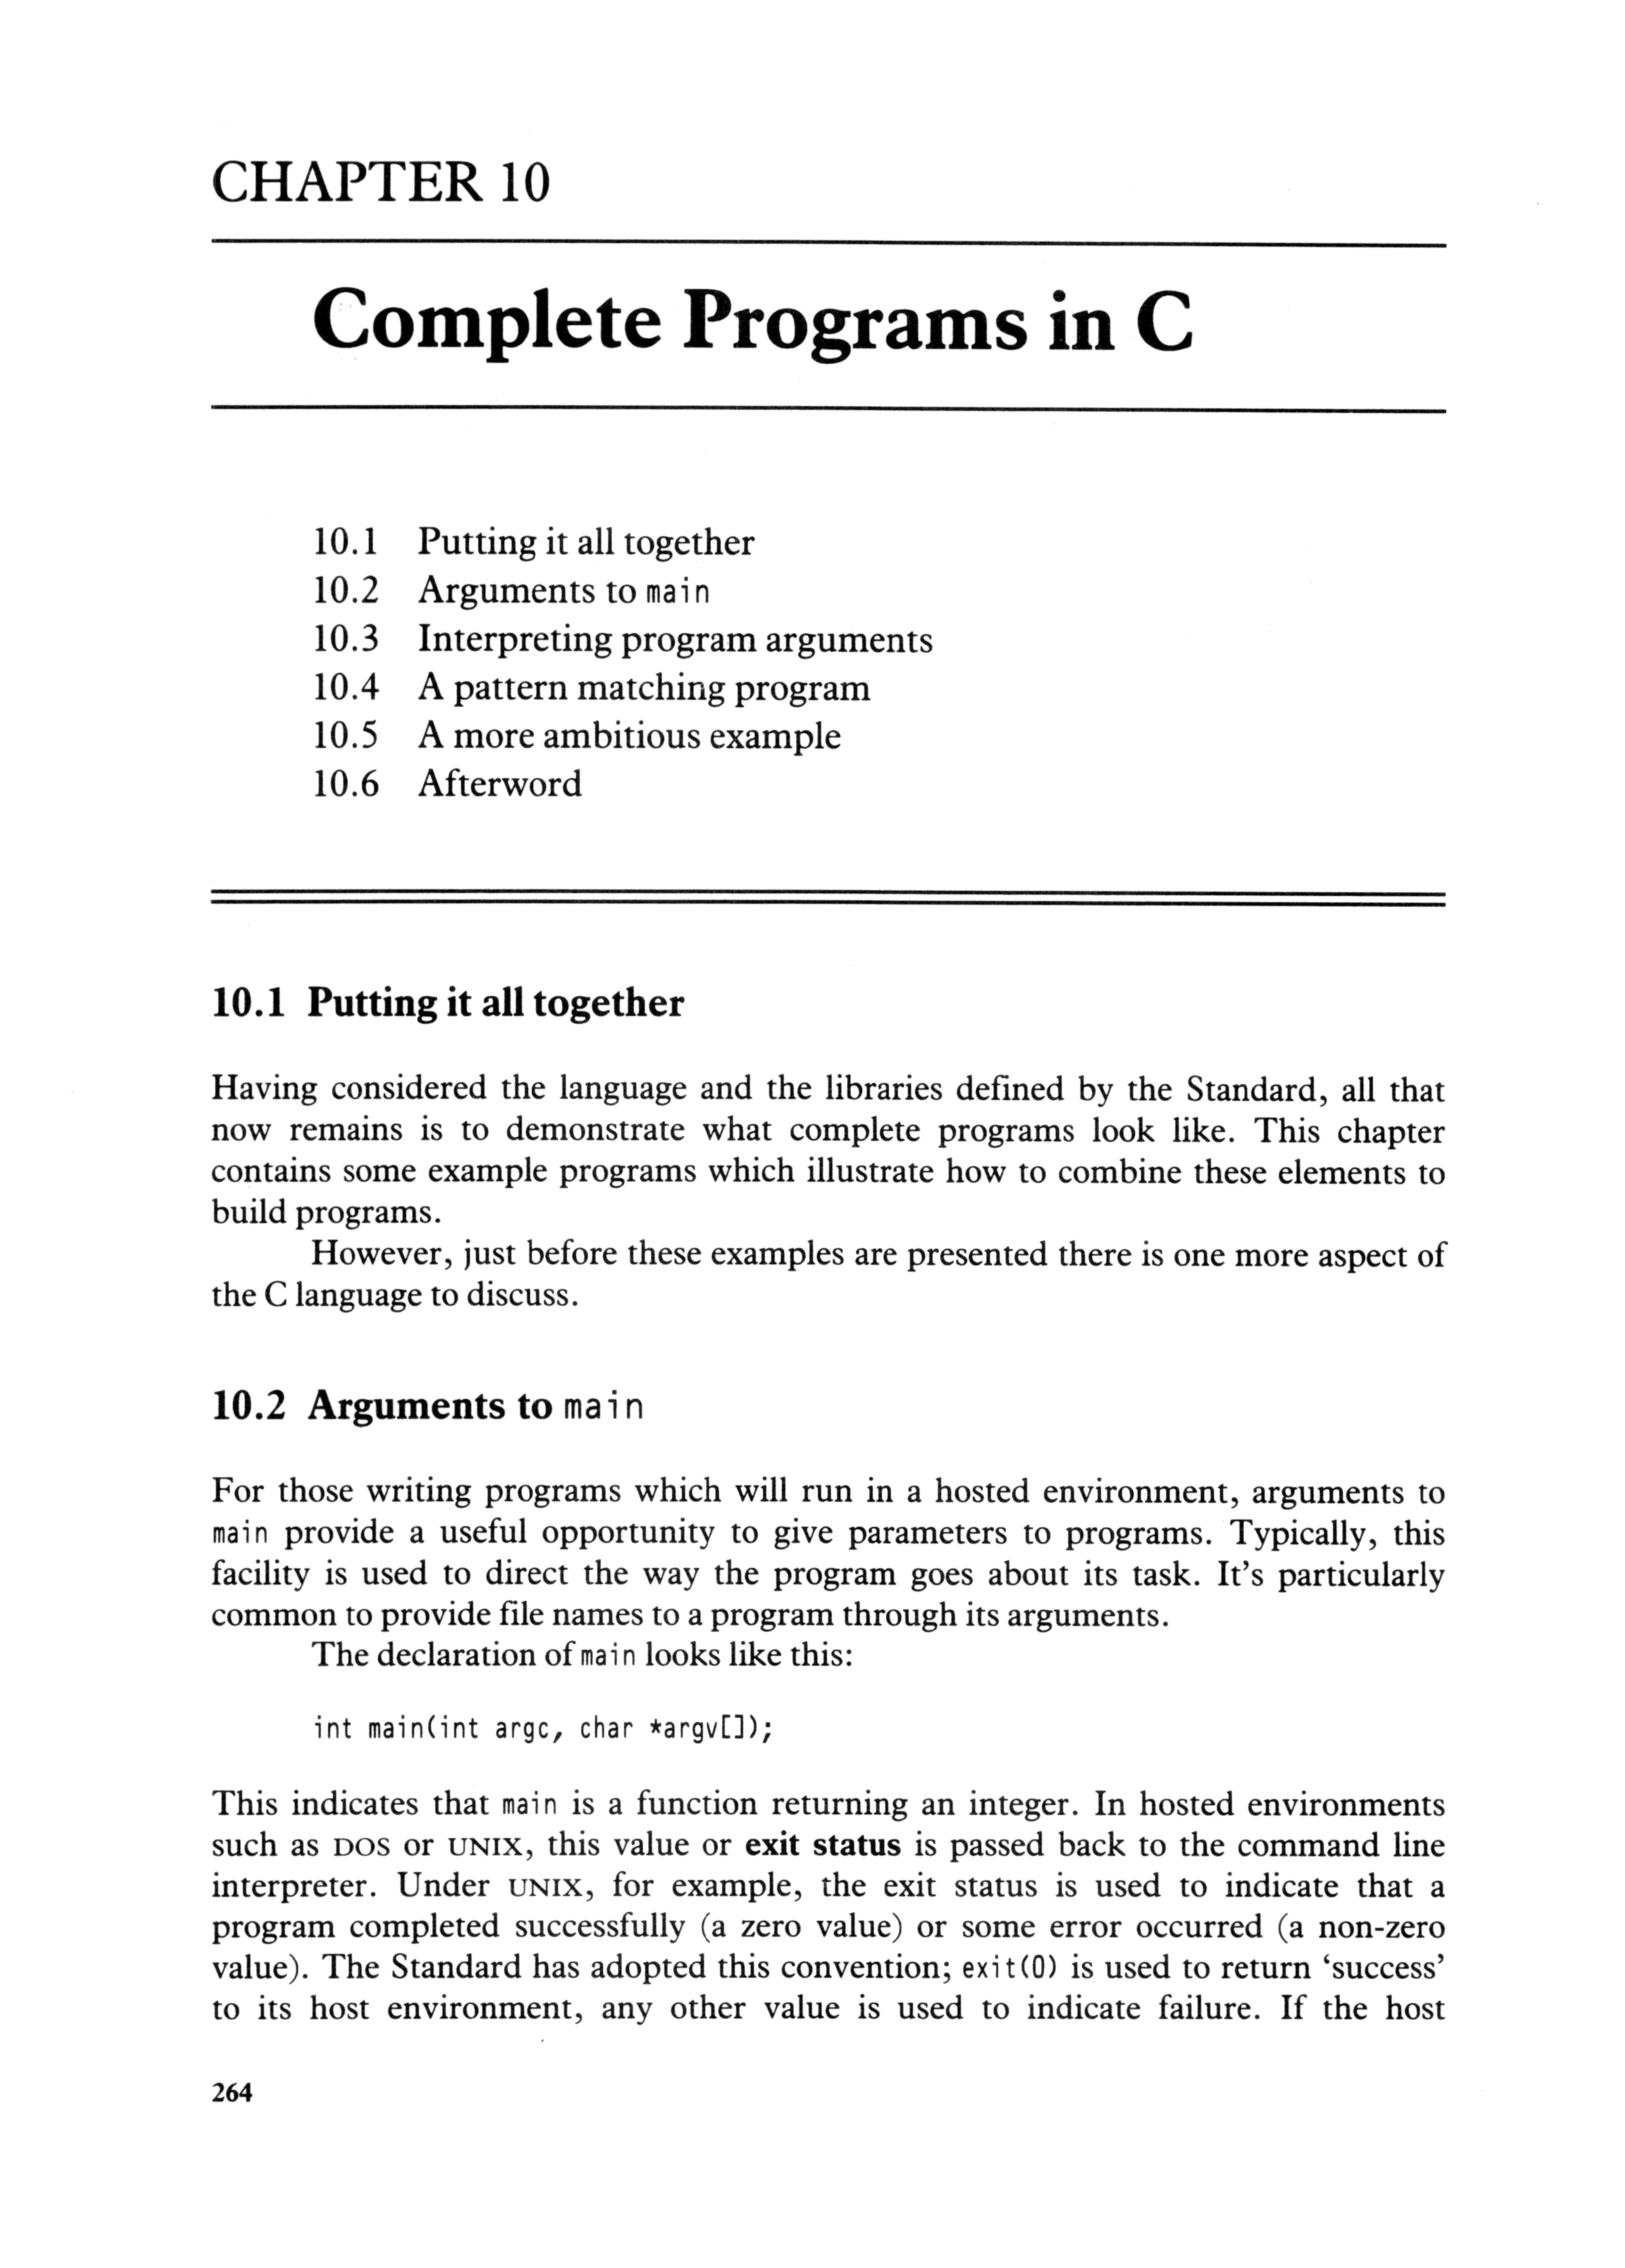 CHAPTER 10
Complete Programs in C
10.1 Putting it all together
10.2 Arguments to main
10.3 Interpreting program arguments
10.4 A pattern matching program
10.5 A more ambitious example
10.6 Afterword
10.1 Putting it all together
Having considered the language and the libraries defined by the Standard, all that
now remains is to demonstrate what complete programs look like. This chapter
contains some example programs which illustrate how to combine these elements to
build programs.
However, just before these examples are presented there is one more aspect of
the C language to discuss.
10.2 Arguments to main
For those writing programs which will run in a hosted environment, arguments to
main provide a useful opportunity to give parameters to programs. Typically, this
facility is used to direct the way the program goes about its task. It's particularly
common to provide file names to a program through its arguments.
The declaration of main looks like this:
int main(int argc, char *argv[]);
This indicates that main is a function returning an integer. In hosted environments
such as DOS or UNIX, this value or exit status is passed back to the command line
interpreter. Under UNIX, for example, the exit status is used to indicate that a
program completed successfully (a zero value) or some error occurred (a non-zero
value). The Standard has adopted this convention; exit(0) is used to return ‘success’
to its host environment, any other value is used to indicate failure. If the host
264